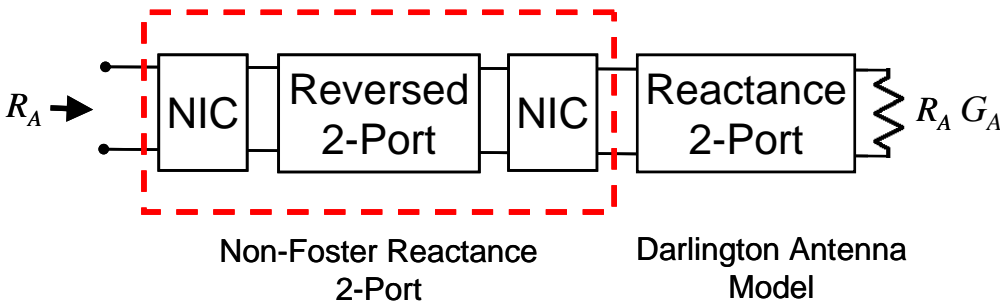 R_A
NIC
Reversed
2-Port
NIC
Reactance
2-Port
R_A G_A
Non-Foster Reactance
2-Port
Darlington Antenna
Model